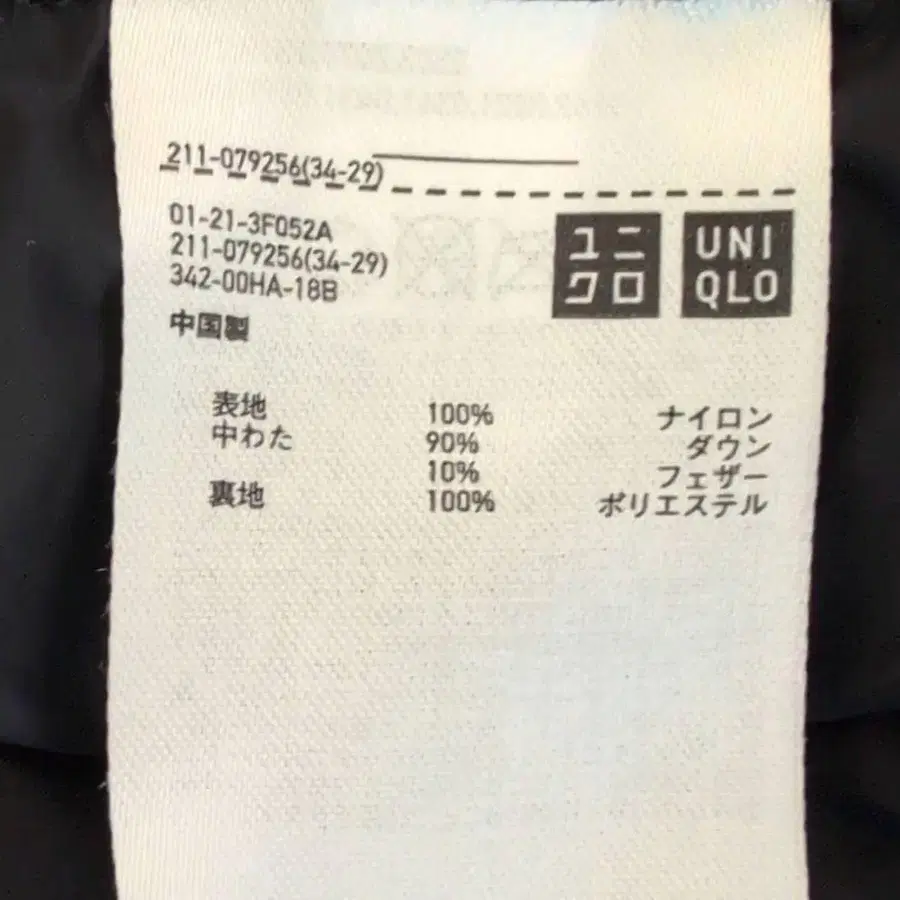 211-079256(34-29)
01-21-3F052A
211-079256(34-29)
342-00HA-18B
中国製
ユニ
クロ
UNI
QLO
表地 100% ナイロン
中わた 90% ダウン
10% フェザー
裏地 100% ポリエステル